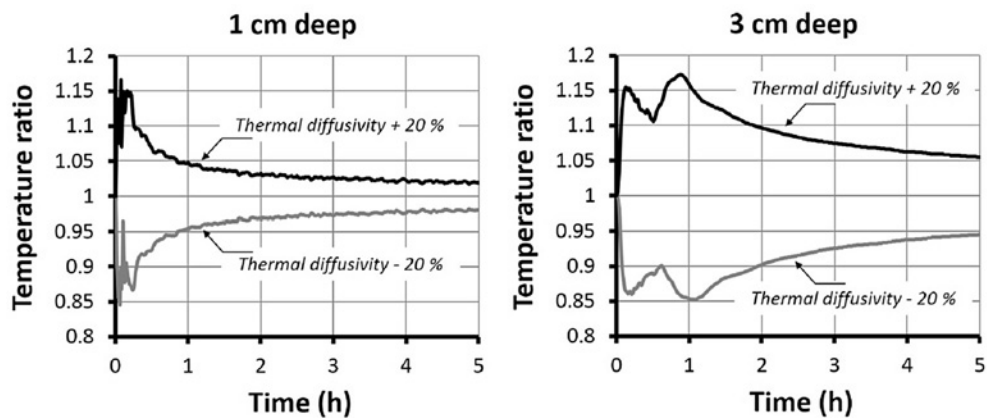 1 cm deep
Temperature ratio
1.2
1.15
1.1
1.05
1
0.95
0.9
0.85
0.8
Thermal diffusivity + 20 %
Thermal diffusivity - 20 %
0 1 2 3 4 5
Time (h)
3 cm deep
Temperature ratio
1.2
1.15
1.1
1.05
1
0.95
0.9
0.85
0.8
Thermal diffusivity + 20 %
Thermal diffusivity - 20 %
0 1 2 3 4 5
Time (h)